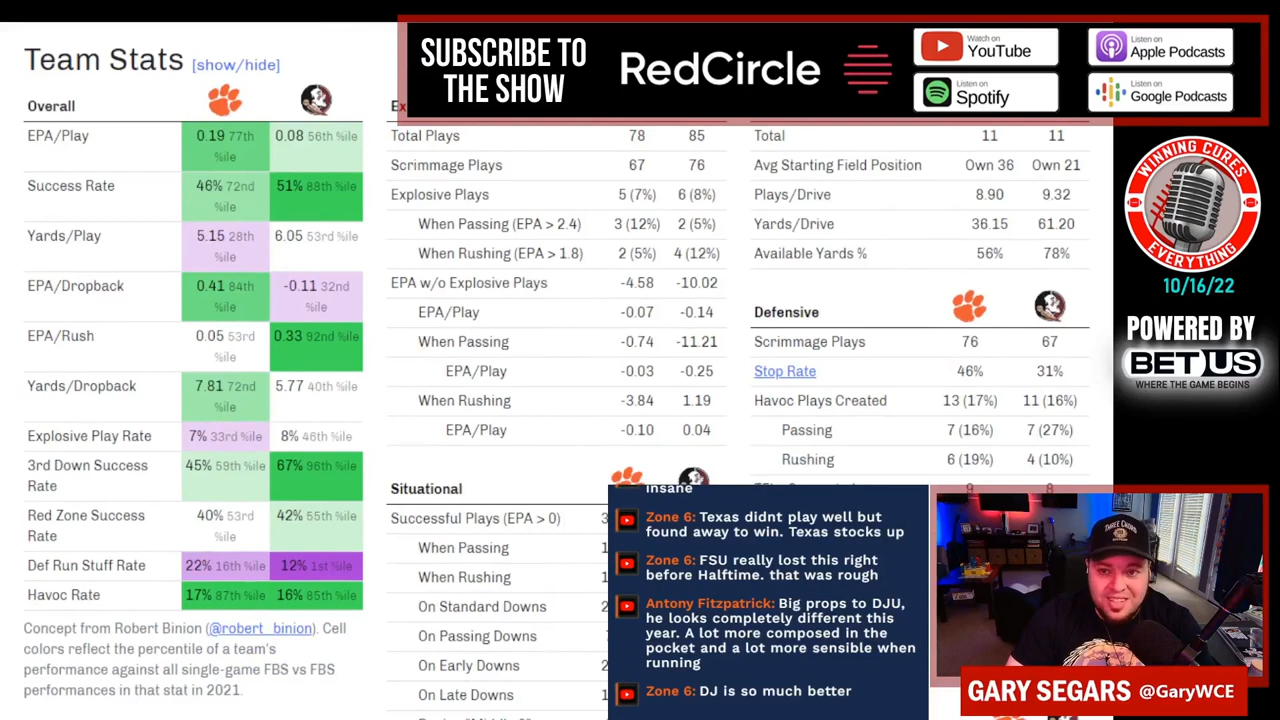 Team Stats [show/hide]
Overall
EPA/Play 0.19 77th %ile 0.08 56th %ile
Success Rate 46% 72nd %ile 51% 88th %ile
Yards/Play 5.15 28th %ile 6.05 53rd %ile
EPA/Dropback 0.41 84th %ile -0.11 32nd %ile
EPA/Rush 0.05 53rd %ile 0.33 92nd %ile
Yards/Dropback 7.81 72nd %ile 5.77 40th %ile
Explosive Play Rate 7% 33rd %ile 8% 46th %ile
3rd Down Success Rate 45% 59th %ile 67% 96th %ile
Red Zone Success Rate 40% 53rd %ile 42% 55th %ile
Def Run Stuff Rate 22% 16th %ile 12% 1st %ile
Havoc Rate 17% 87th %ile 16% 85th %ile
Concept from Robert Binion (@robert_binion). Cell
colors reflect the percentile of a team's
performance against all single-game FBS vs FBS
performances in that stat in 2021.
SUBSCRIBE TO
THE SHOW
RedCircle
Watch on
YouTube
Listen on
Apple Podcasts
Listen on
Spotify
Listen on
Google Podcasts
Ex
Total Plays 78 85
Scrimmage Plays 67 76
Explosive Plays 5 (7%) 6 (8%)
When Passing (EPA > 2.4) 3 (12%) 2 (5%)
When Rushing (EPA > 1.8) 2 (5%) 4 (12%)
EPA w/o Explosive Plays -4.58 -10.02
EPA/Play -0.07 -0.14
When Passing -0.74 -11.21
EPA/Play -0.03 -0.25
When Rushing -3.84 1.19
EPA/Play -0.10 0.04
Situational
Successful Plays (EPA > 0)
When Passing
When Rushing
On Standard Downs
On Passing Downs
On Early Downs
On Late Downs
Total 11 11
Avg Starting Field Position Own 36 Own 21
Plays/Drive 8.90 9.32
Yards/Drive 36.15 61.20
Available Yards % 56% 78%
Defensive
Scrimmage Plays 76 67
Stop Rate 46% 31%
Havoc Plays Created 13 (17%) 11 (16%)
Passing 7 (16%) 7 (27%)
Rushing 6 (19%) 4 (10%)
insane
Zone 6: Texas didnt play well but
found away to win. Texas stocks up
Zone 6: FSU really lost this right
before Halftime. that was rough
Antony Fitzpatrick: Big props to DJU,
he looks completely different this
year. A lot more composed in the
pocket and a lot more sensible when
running
Zone 6: DJ is so much better
WINNING CURES
EVERYTHING
10/16/22
POWERED BY
BETUS
WHERE THE GAME BEGINS
THREE CHORD
GARY SEGARS @GaryWCE